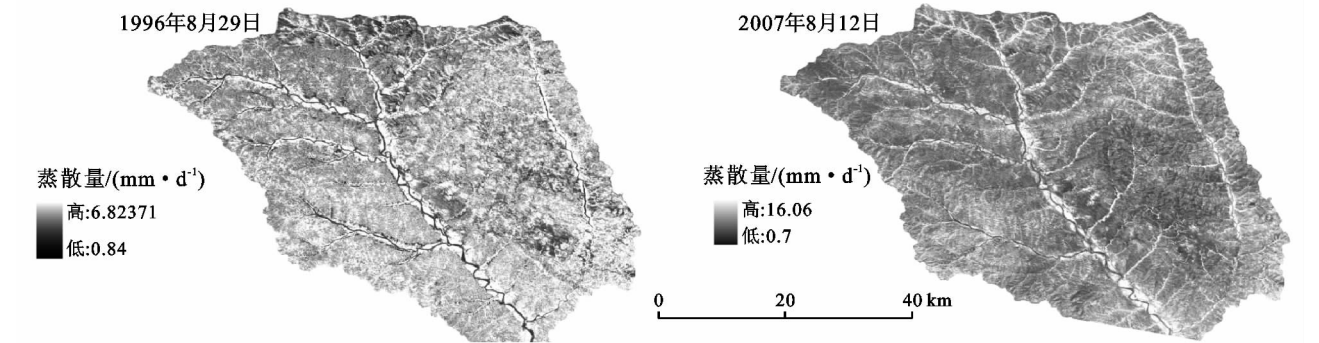 1996年8月29日
蒸散量/(mm·d⁻¹)
高:6.82371
低:0.84
2007年8月12日
蒸散量/(mm·d⁻¹)
高:16.06
低:0.7
0 20 40 km